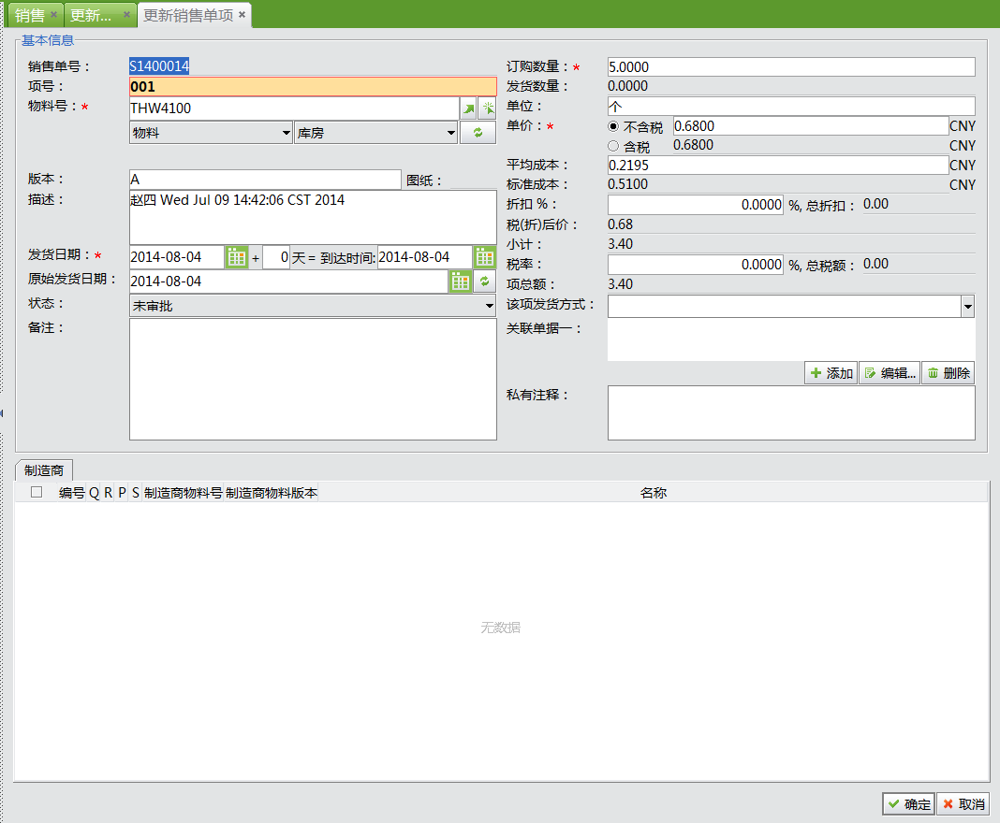 销售 更新... 更新销售单项
基本信息
销售单号： S1400014
项号： 001
物料号：* THW4100
物料 库房
版本： A 图纸：
描述： 赵四 Wed Jul 09 14:42:06 CST 2014
发货日期：* 2014-08-04 + 0 天 = 到达时间: 2014-08-04
原始发货日期： 2014-08-04
状态： 未审批
备注：
订购数量：* 5.0000
发货数量： 0.0000
单位： 个
单价：* 不含税 0.6800 CNY
含税 0.6800 CNY
平均成本： 0.2195 CNY
标准成本： 0.5100 CNY
折扣 %： 0.0000 %, 总折扣： 0.00
税(折)后价： 0.68
小计： 3.40
税率： 0.0000 %, 总税额： 0.00
项总额： 3.40
该项发货方式：
关联单据一：
添加 编辑... 删除
私有注释：
制造商
编号 Q R P S 制造商物料号 制造商物料版本 名称
无数据
确定 取消